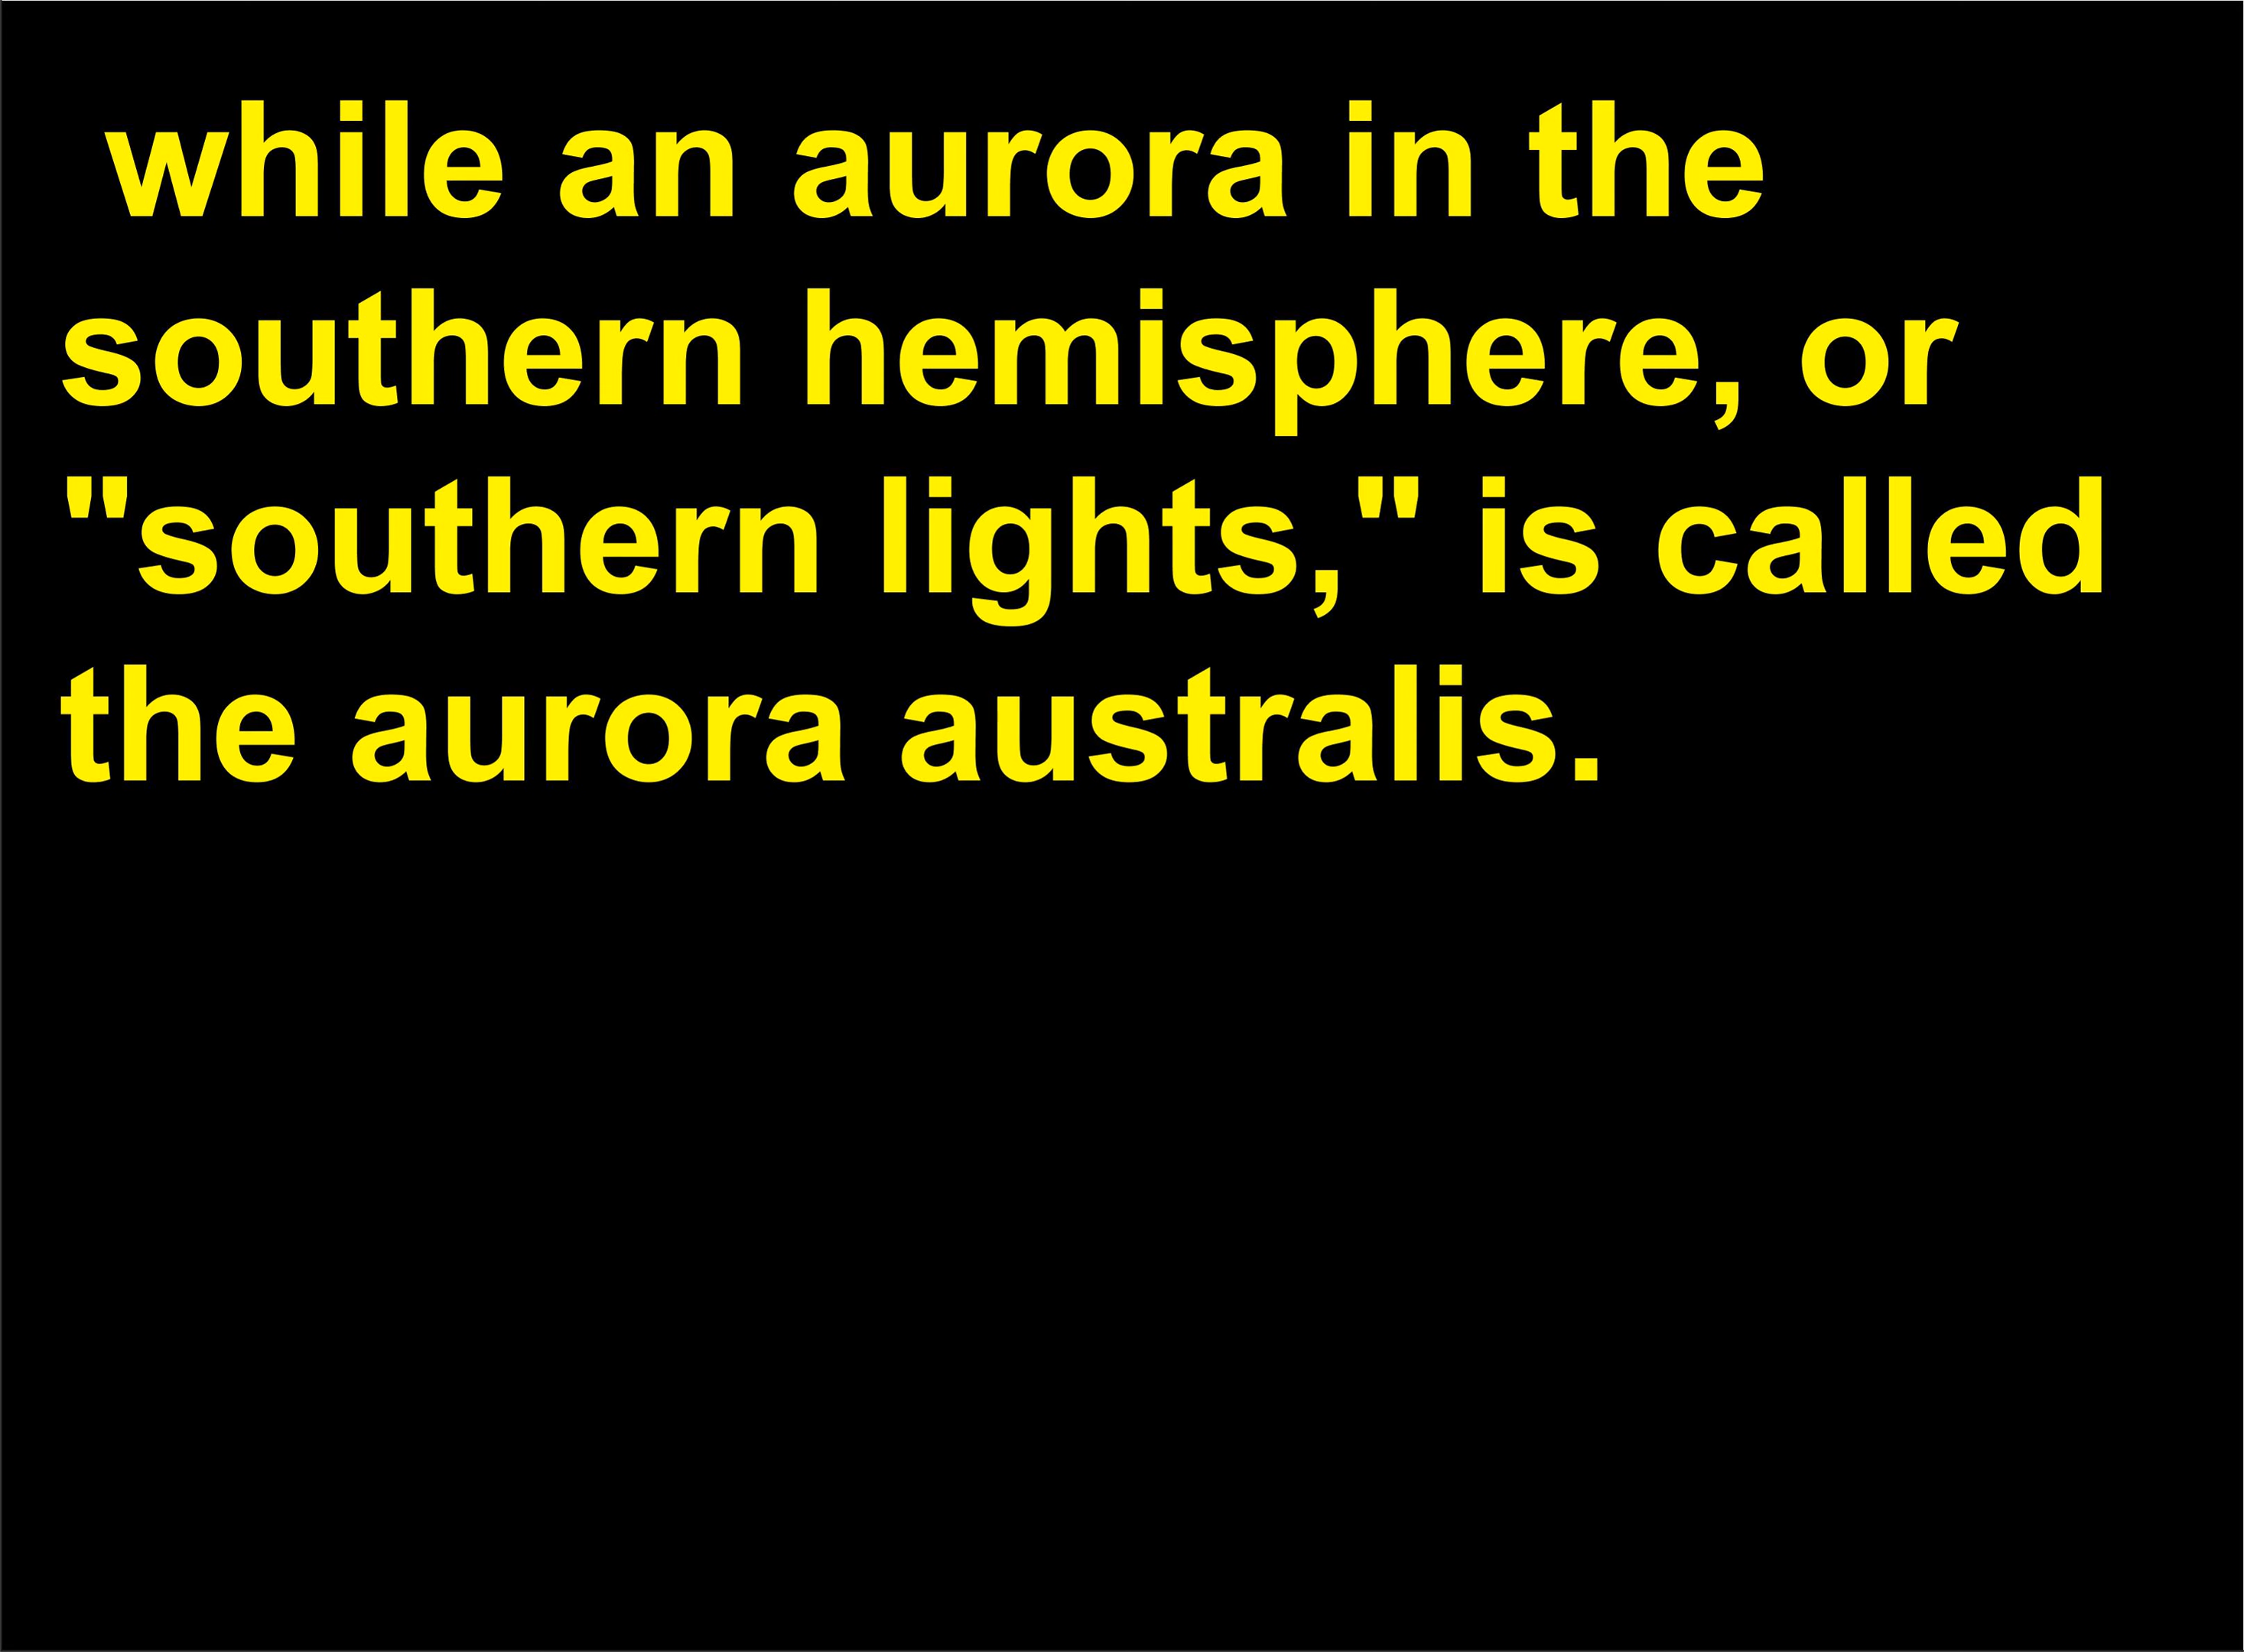 while an aurora in the
southern hemisphere, or
"southern lights," is called
the aurora australis.